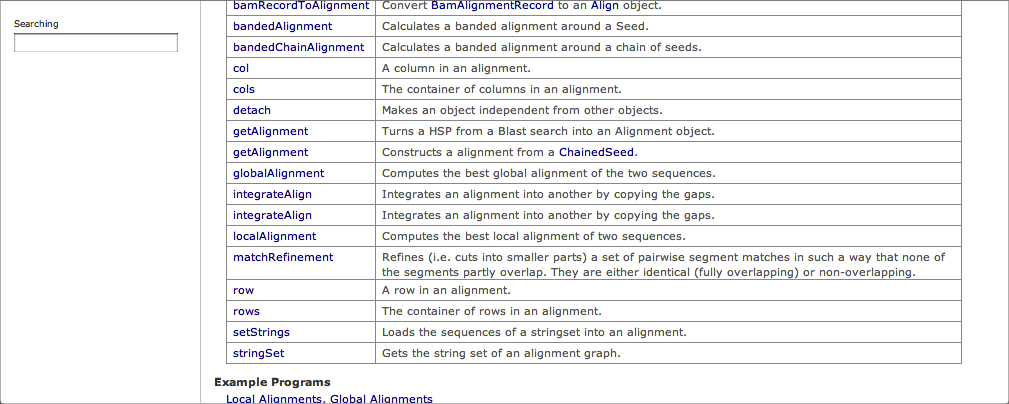 Searching
bamRecordToAlignment Convert BamAlignmentRecord to an Align object.
bandedAlignment Calculates a banded alignment around a Seed.
bandedChainAlignment Calculates a banded alignment around a chain of seeds.
col A column in an alignment.
cols The container of columns in an alignment.
detach Makes an object independent from other objects.
getAlignment Turns a HSP from a Blast search into an Alignment object.
getAlignment Constructs a alignment from a ChainedSeed.
globalAlignment Computes the best global alignment of the two sequences.
integrateAlign Integrates an alignment into another by copying the gaps.
integrateAlign Integrates an alignment into another by copying the gaps.
localAlignment Computes the best local alignment of two sequences.
matchRefinement Refines (i.e. cuts into smaller parts) a set of pairwise segment matches in such a way that none of
the segments partly overlap. They are either identical (fully overlapping) or non-overlapping.
row A row in an alignment.
rows The container of rows in an alignment.
setStrings Loads the sequences of a stringset into an alignment.
stringSet Gets the string set of an alignment graph.
Example Programs
Local Alignments, Global Alignments